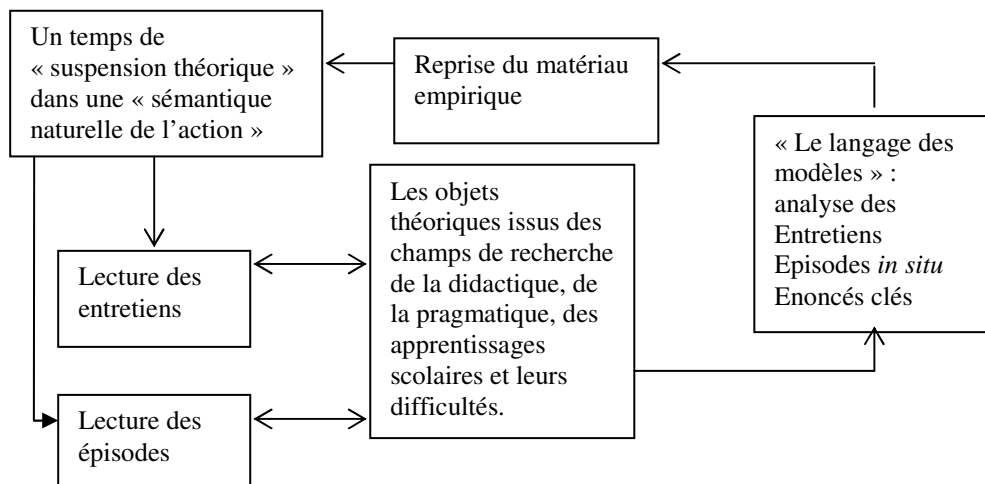 Un temps de
« suspension théorique »
dans une « sémantique
naturelle de l’action »
Reprise du matériau
empirique
« Le langage des
modèles » :
analyse des
Entretiens
Episodes in situ
Enoncés clés
Les objets
théoriques issus des
champs de recherche
de la didactique, de
la pragmatique, des
apprentissages
scolaires et leurs
difficultés.
Lecture des
entretiens
Lecture des
épisodes